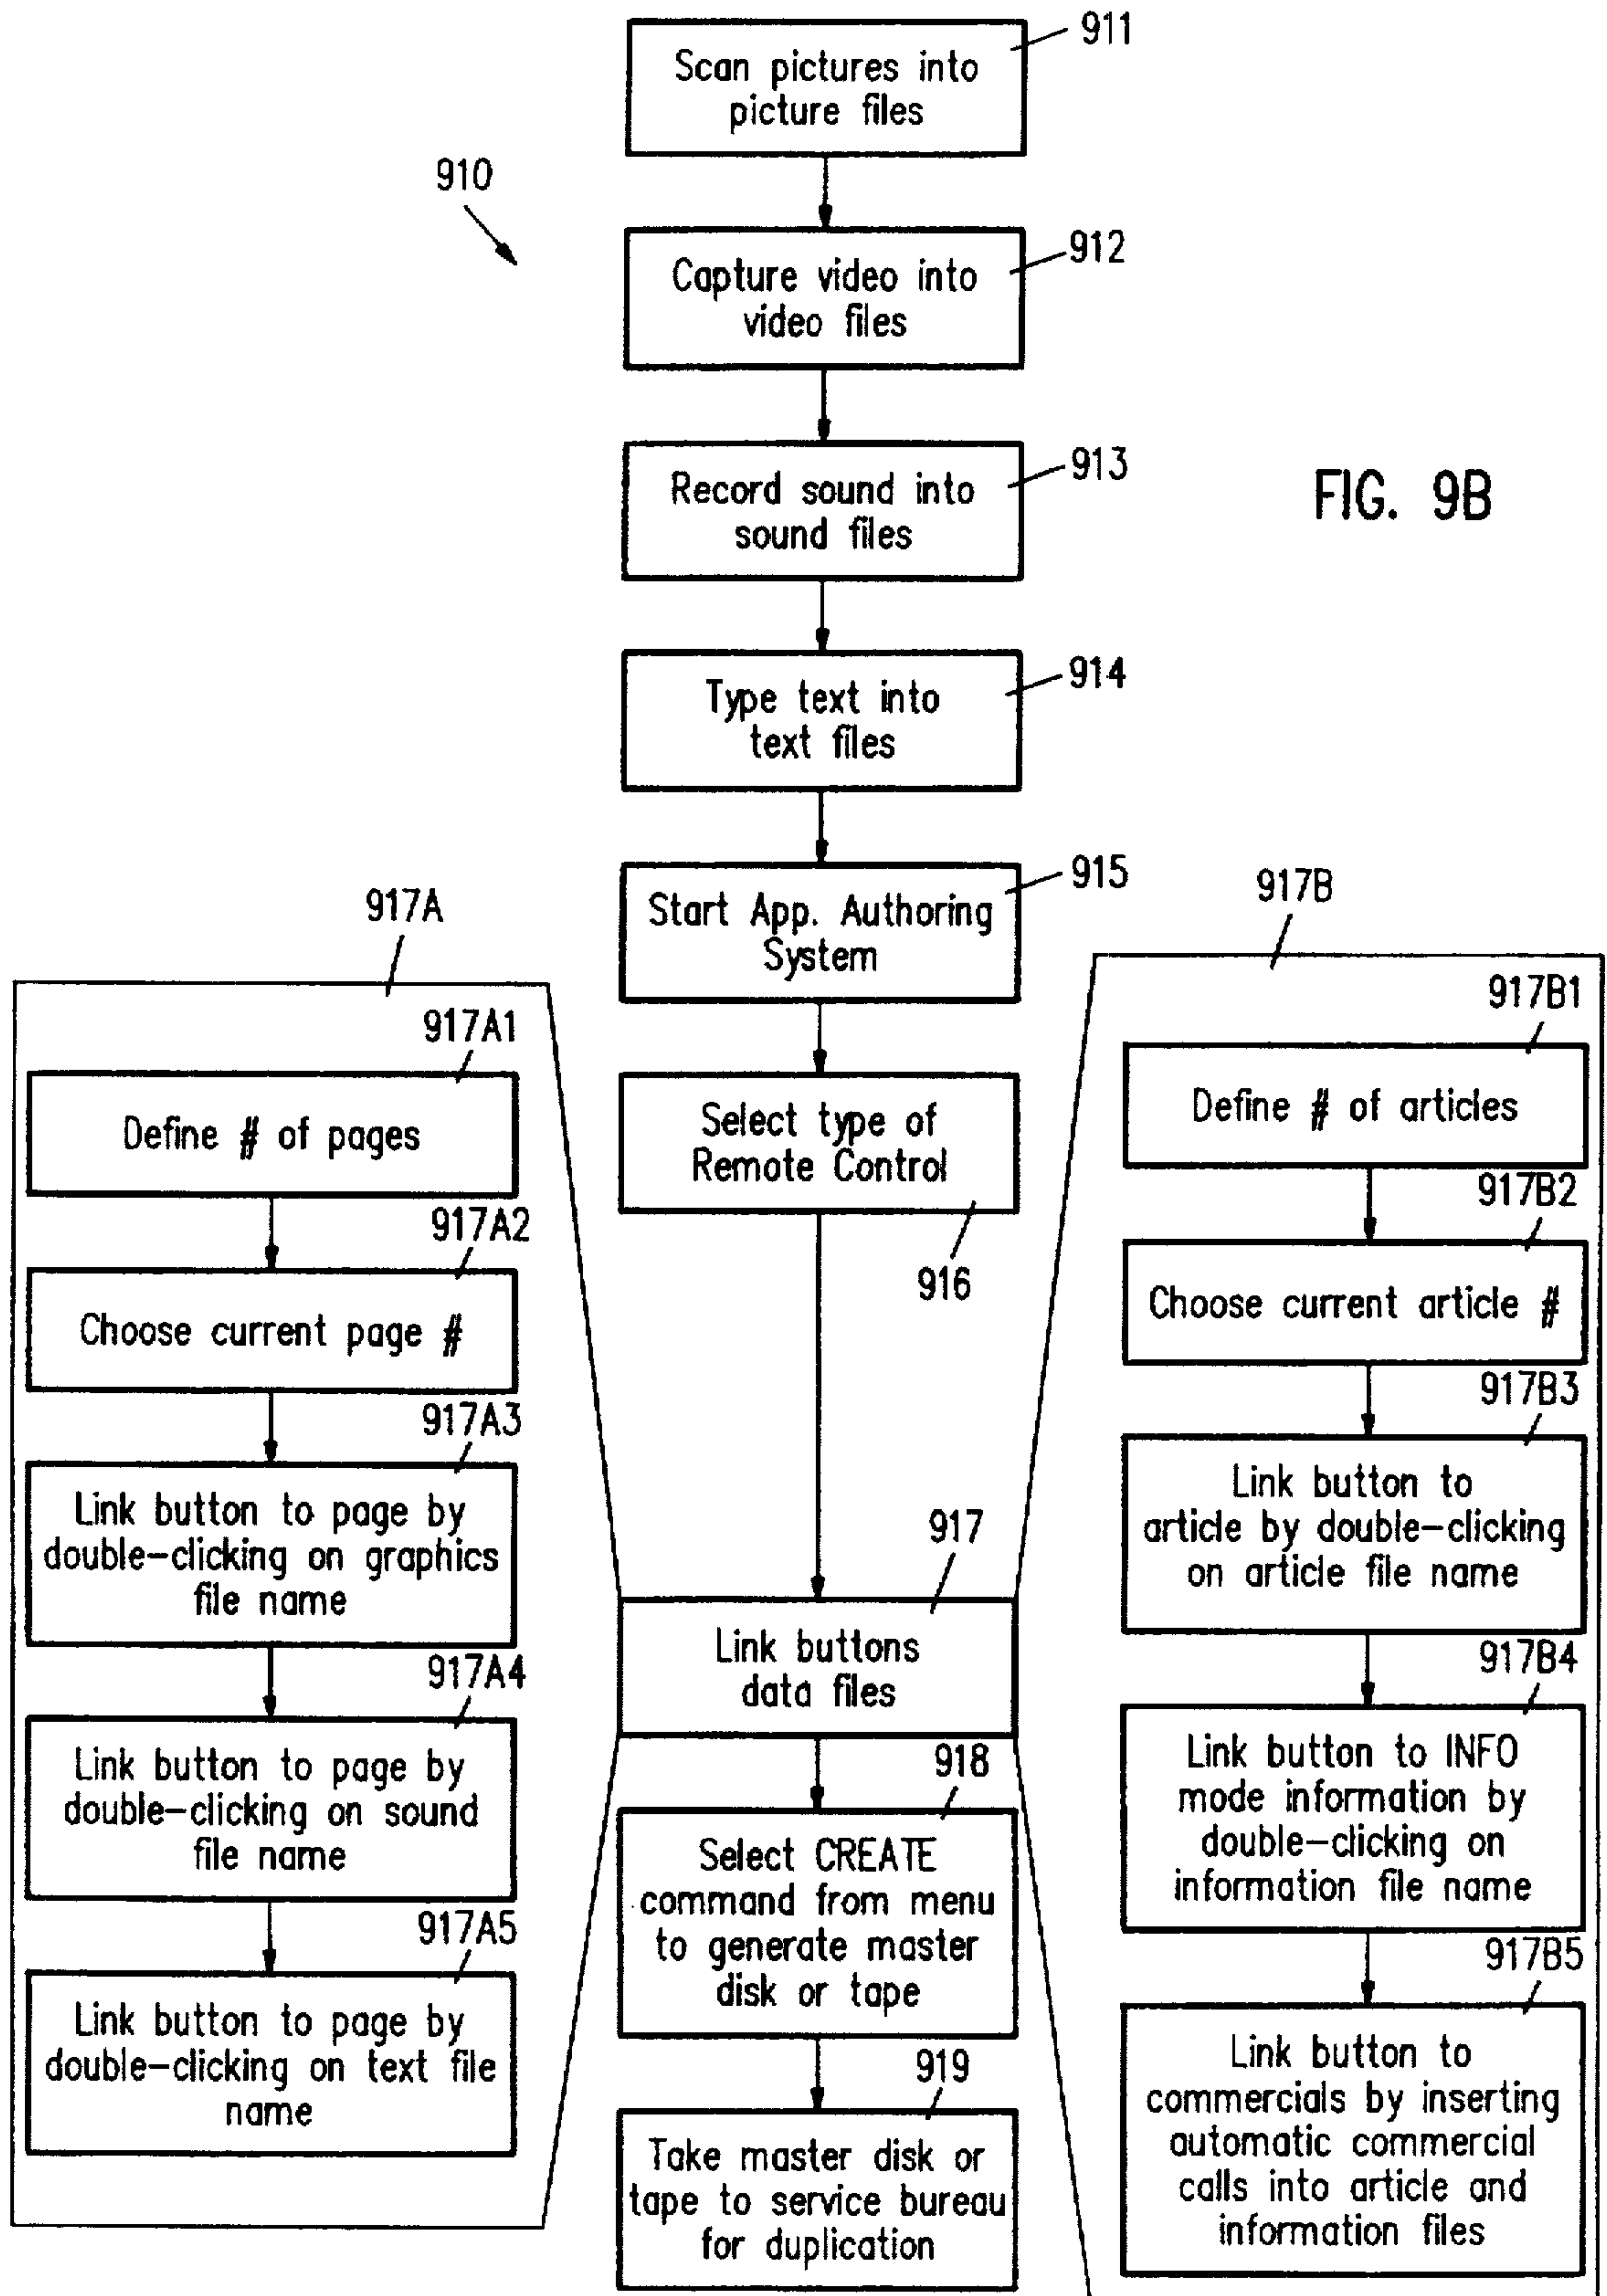 911
Scan pictures into
picture files
910
912
Capture video into
video files
913
Record sound into
sound files
FIG. 9B
914
Type text into
text files
915
Start App. Authoring
System
916
Select type of
Remote Control
917A
917A1
Define # of pages
917A2
Choose current page #
917A3
Link button to page by
double-clicking on graphics
file name
917A4
Link button to page by
double-clicking on sound
file name
917A5
Link button to page by
double-clicking on text file
name
917
Link buttons
data files
918
Select CREATE
command from menu
to generate master
disk or tape
919
Take master disk or
tape to service bureau
for duplication
917B
917B1
Define # of articles
917B2
Choose current article #
917B3
Link button to
article by double-clicking
on article file name
917B4
Link button to INFO
mode information by
double-clicking on
information file name
917B5
Link button to
commercials by inserting
automatic commercial
calls into article and
information files